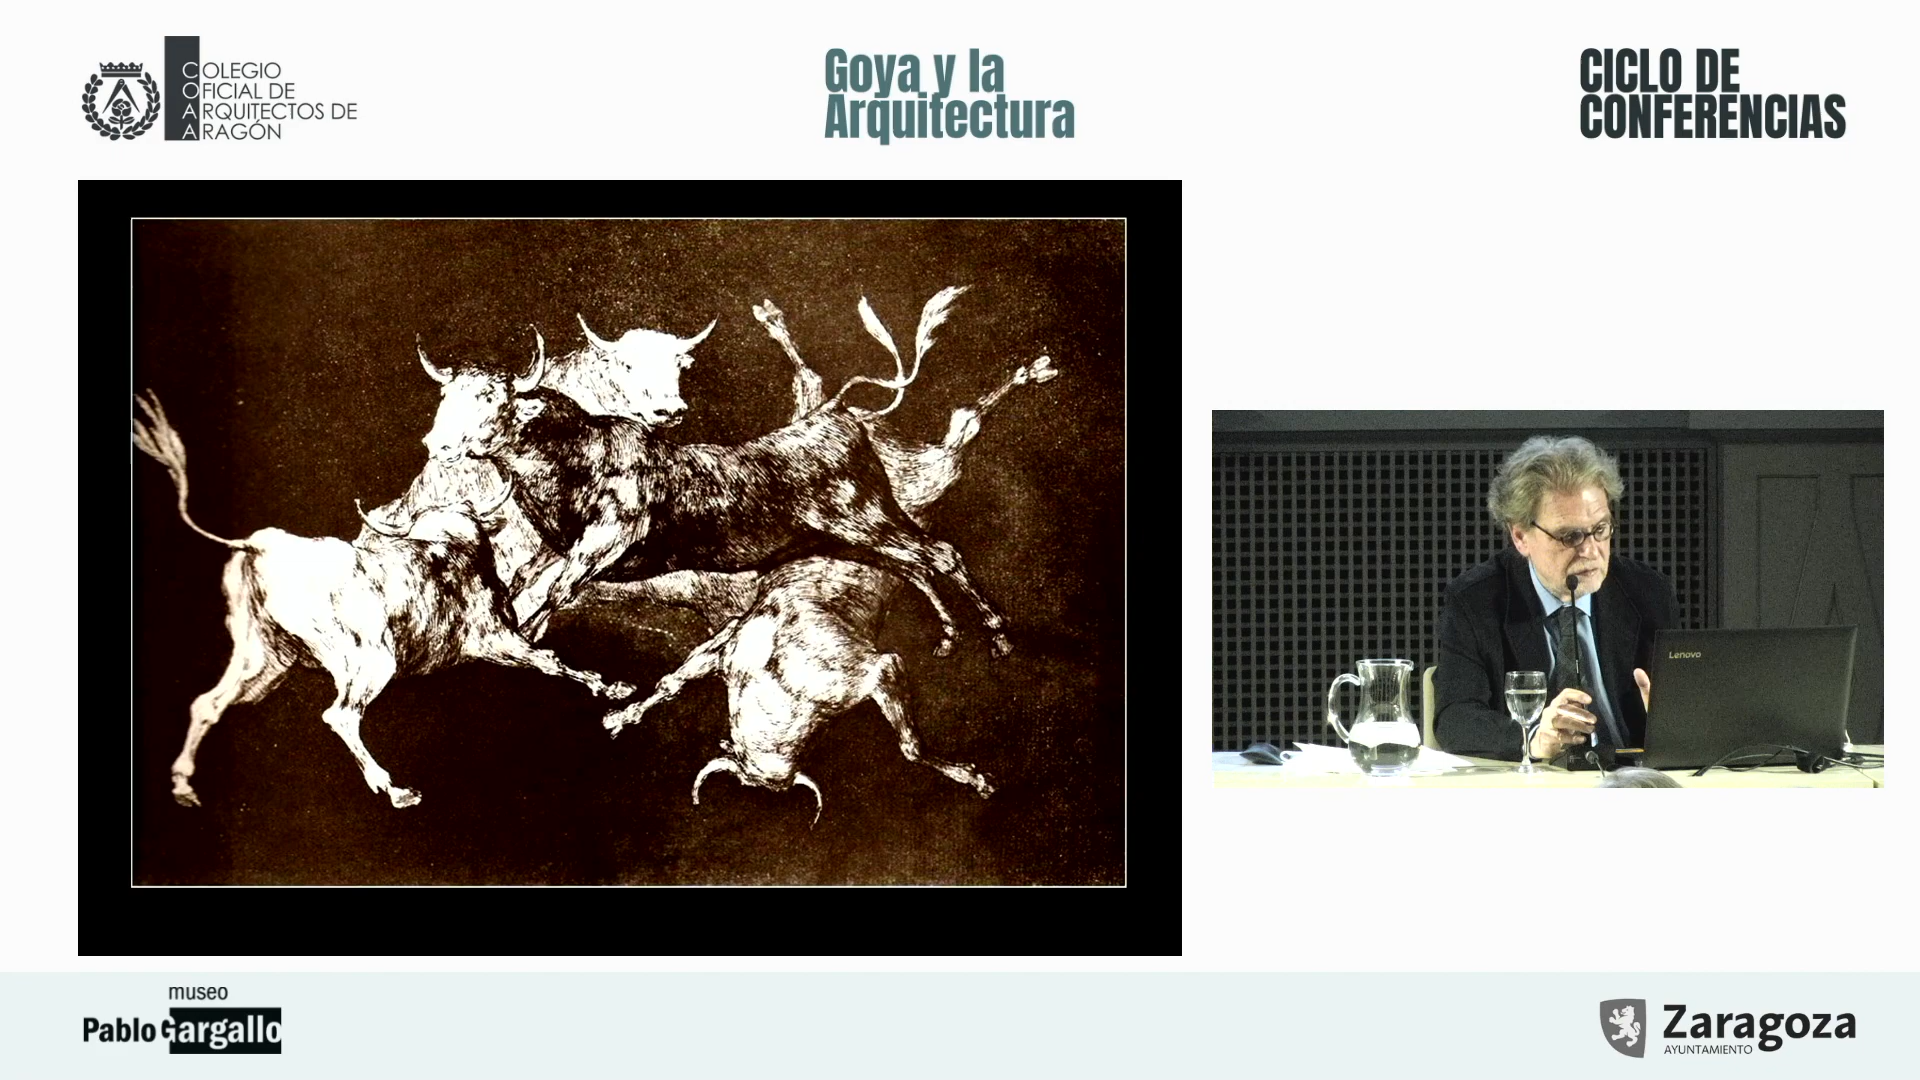 COLEGIO
OFICIAL DE
ARQUITECTOS DE
ARAGÓN
Goya y la
Arquitectura
CICLO DE
CONFERENCIAS
Lenovo
museo
Pablo Gargallo
Zaragoza
AYUNTAMIENTO